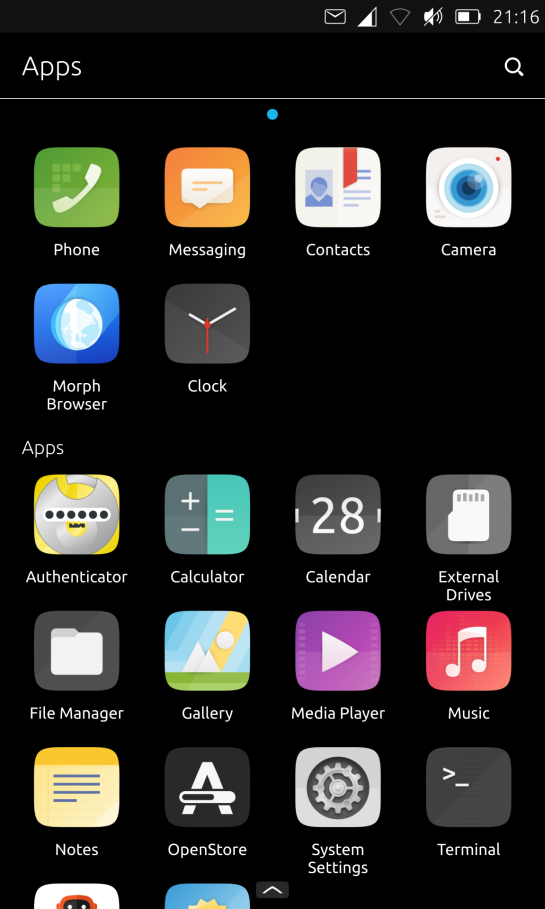 21:16
Apps
Phone
Messaging
Contacts
Camera
Morph
Browser
Clock
Apps
Authenticator
Calculator
28
Calendar
External
Drives
File Manager
Gallery
Media Player
Music
Notes
OpenStore
System
Settings
>_
Terminal